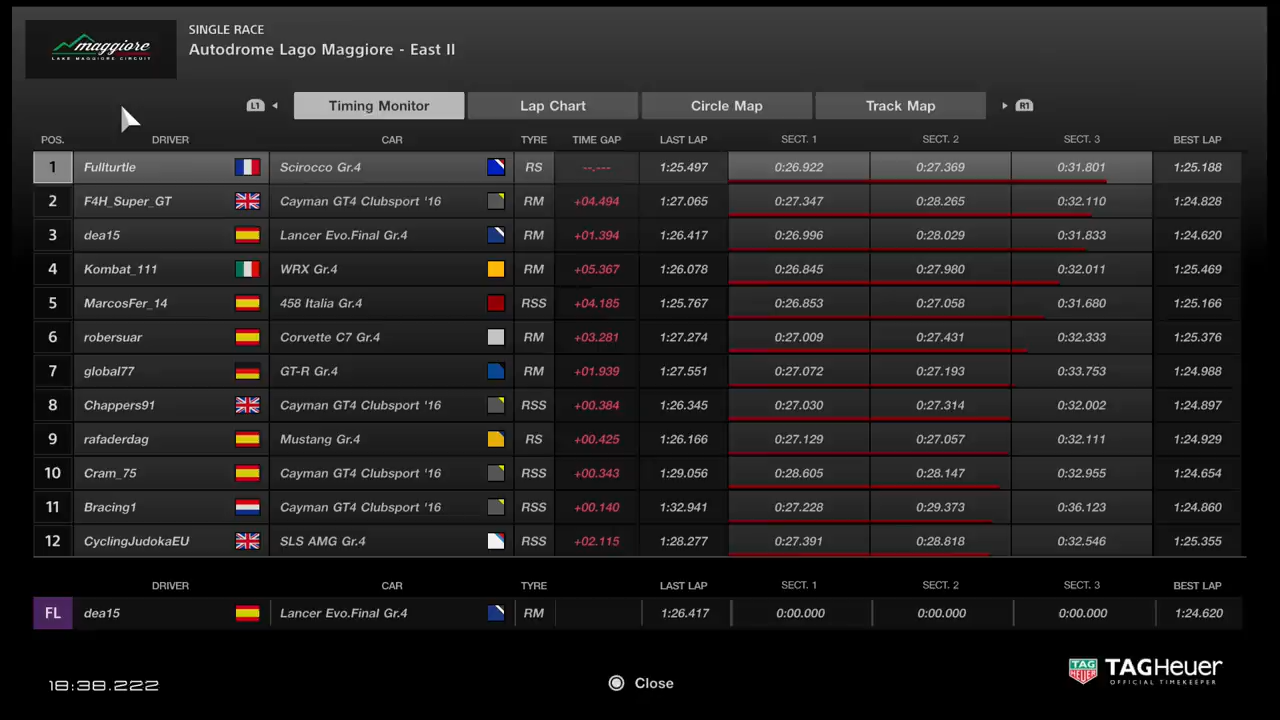 maggiore
LAKE MAGGIORE CIRCUIT
SINGLE RACE
Autodrome Lago Maggiore - East II
L1 Timing Monitor Lap Chart Circle Map Track Map R1
POS. DRIVER CAR TYRE TIME GAP LAST LAP SECT. 1 SECT. 2 SECT. 3 BEST LAP
1 Fullturtle Scirocco Gr.4 RS --.--- 1:25.497 0:26.922 0:27.369 0:31.801 1:25.188
2 F4H_Super_GT Cayman GT4 Clubsport '16 RM +04.494 1:27.065 0:27.347 0:28.265 0:32.110 1:24.828
3 dea15 Lancer Evo.Final Gr.4 RM +01.394 1:26.417 0:26.996 0:28.029 0:31.833 1:24.620
4 Kombat_111 WRX Gr.4 RM +05.367 1:26.078 0:26.845 0:27.980 0:32.011 1:25.469
5 MarcosFer_14 458 Italia Gr.4 RSS +04.185 1:25.767 0:26.853 0:27.058 0:31.680 1:25.166
6 robersuar Corvette C7 Gr.4 RM +03.281 1:27.274 0:27.009 0:27.431 0:32.333 1:25.376
7 global77 GT-R Gr.4 RM +01.939 1:27.551 0:27.072 0:27.193 0:33.753 1:24.988
8 Chappers91 Cayman GT4 Clubsport '16 RSS +00.384 1:26.345 0:27.030 0:27.314 0:32.002 1:24.897
9 rafaderdag Mustang Gr.4 RS +00.425 1:26.166 0:27.129 0:27.057 0:32.111 1:24.929
10 Cram_75 Cayman GT4 Clubsport '16 RSS +00.343 1:29.056 0:28.605 0:28.147 0:32.955 1:24.654
11 Bracing1 Cayman GT4 Clubsport '16 RSS +00.140 1:32.941 0:27.228 0:29.373 0:36.123 1:24.860
12 CyclingJudokaEU SLS AMG Gr.4 RSS +02.115 1:28.277 0:27.391 0:28.818 0:32.546 1:25.355
DRIVER CAR TYRE LAST LAP SECT. 1 SECT. 2 SECT. 3 BEST LAP
FL dea15 Lancer Evo.Final Gr.4 RM 1:26.417 0:00.000 0:00.000 0:00.000 1:24.620
18:38.222
Close
TAG HEUER TAGHeuer
OFFICIAL TIMEKEEPER